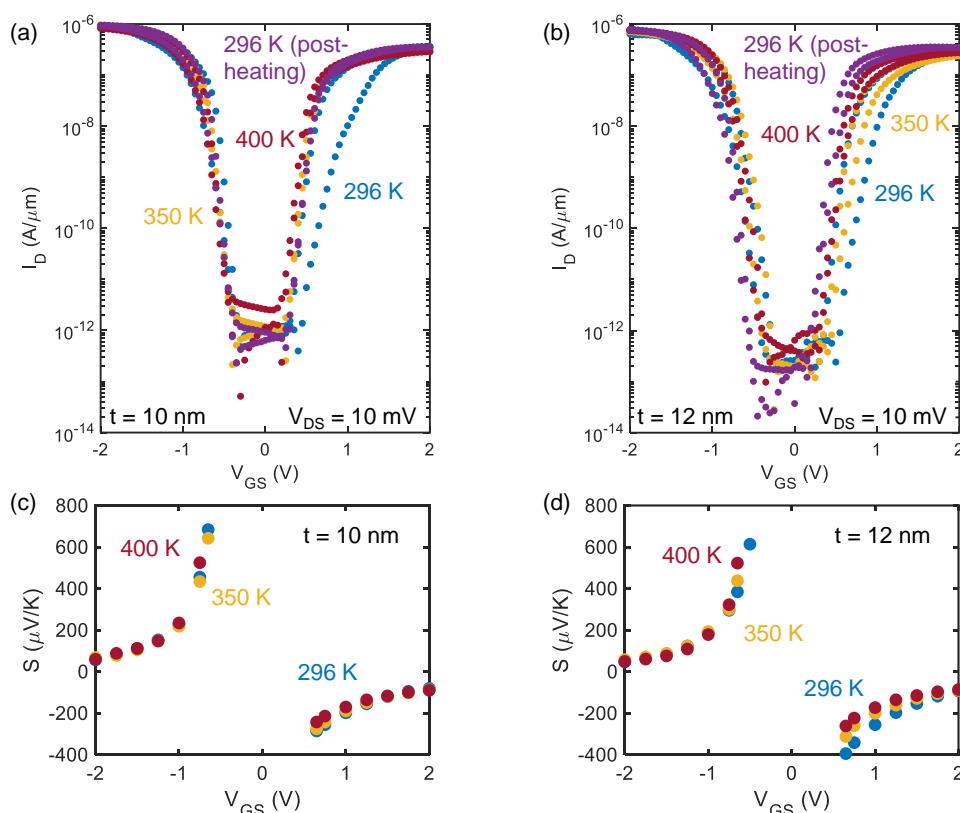 (a)
10^-6
10^-8
10^-10
10^-12
10^-14
I_D (A/μm)
296 K (post-
heating)
400 K
296 K
350 K
t = 10 nm
V_DS = 10 mV
-2 -1 0 1 2
V_GS (V)
(b)
10^-6
10^-8
10^-10
10^-12
10^-14
I_D (A/μm)
296 K (post-
heating)
350 K
400 K
296 K
t = 12 nm
V_DS = 10 mV
-2 -1 0 1 2
V_GS (V)
(c)
800
600
400
200
0
-200
-400
S (μV/K)
t = 10 nm
400 K
350 K
296 K
-2 -1 0 1 2
V_GS (V)
(d)
800
600
400
200
0
-200
-400
S (μV/K)
t = 12 nm
400 K
350 K
296 K
-2 -1 0 1 2
V_GS (V)